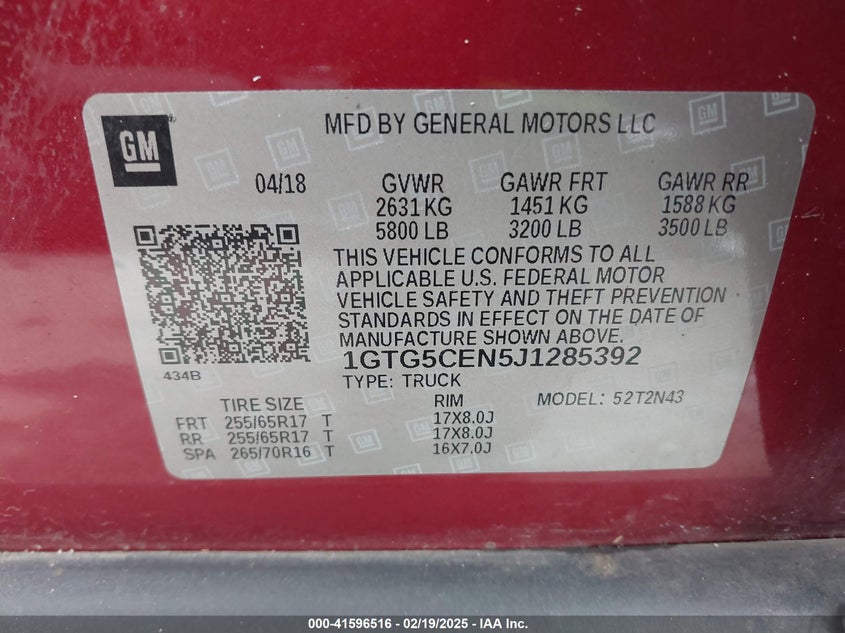 GM
MFD BY GENERAL MOTORS LLC
04/18 GVWR GAWR FRT GAWR RR
2631 KG 1451 KG 1588 KG
5800 LB 3200 LB 3500 LB
THIS VEHICLE CONFORMS TO ALL
APPLICABLE U.S. FEDERAL MOTOR
VEHICLE SAFETY AND THEFT PREVENTION
STANDARDS IN EFFECT ON THE DATE OF
MANUFACTURE SHOWN ABOVE.
434B
1GTG5CEN5J1285392
TYPE: TRUCK
TIRE SIZE RIM MODEL: 52T2N43
FRT 255/65R17 T 17X8.0J
RR 255/65R17 T 17X8.0J
SPA 265/70R16 T 16X7.0J
000-41596516 - 02/19/2025 - IAA Inc.